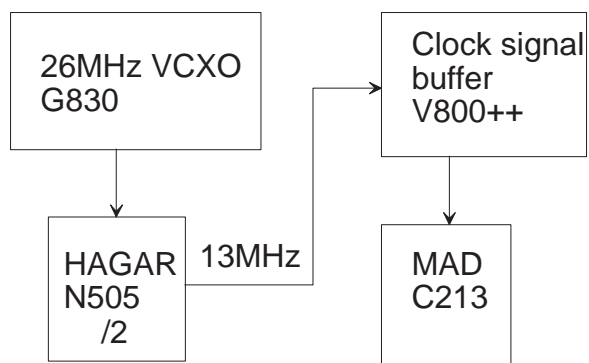 26MHz VCXO
G830
Clock signal
buffer
V800++
HAGAR
N505
/2
13MHz
MAD
C213